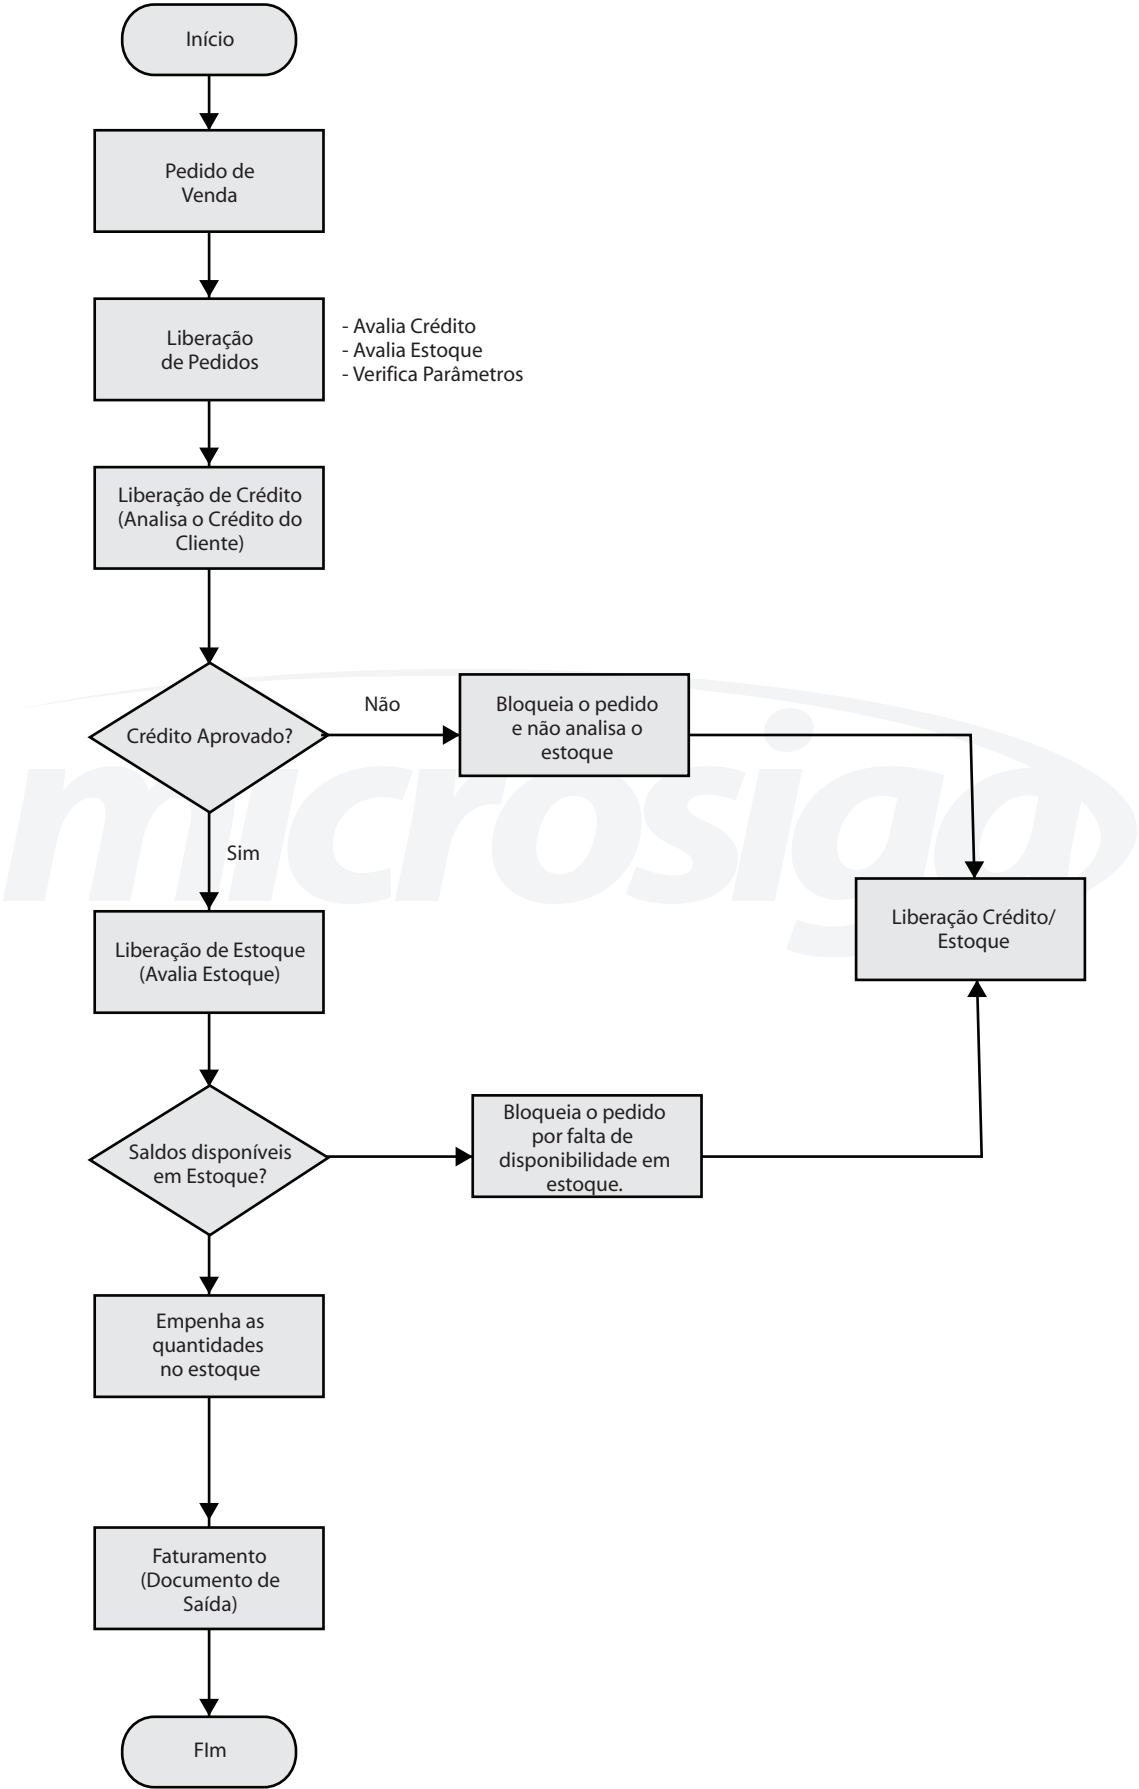 Início
Pedido de
Venda
Liberação
de Pedidos
- Avalia Crédito
- Avalia Estoque
- Verifica Parâmetros
Liberação de Crédito
(Analisa o Crédito do
Cliente)
Crédito Aprovado?
Não
Bloqueia o pedido
e não analisa o
estoque
microsiga
Sim
Liberação de Estoque
(Avalia Estoque)
Liberação Crédito/
Estoque
Saldos disponíveis
em Estoque?
Bloqueia o pedido
por falta de
disponibilidade em
estoque.
Empenha as
quantidades
no estoque
Faturamento
(Documento de
Saída)
FIm